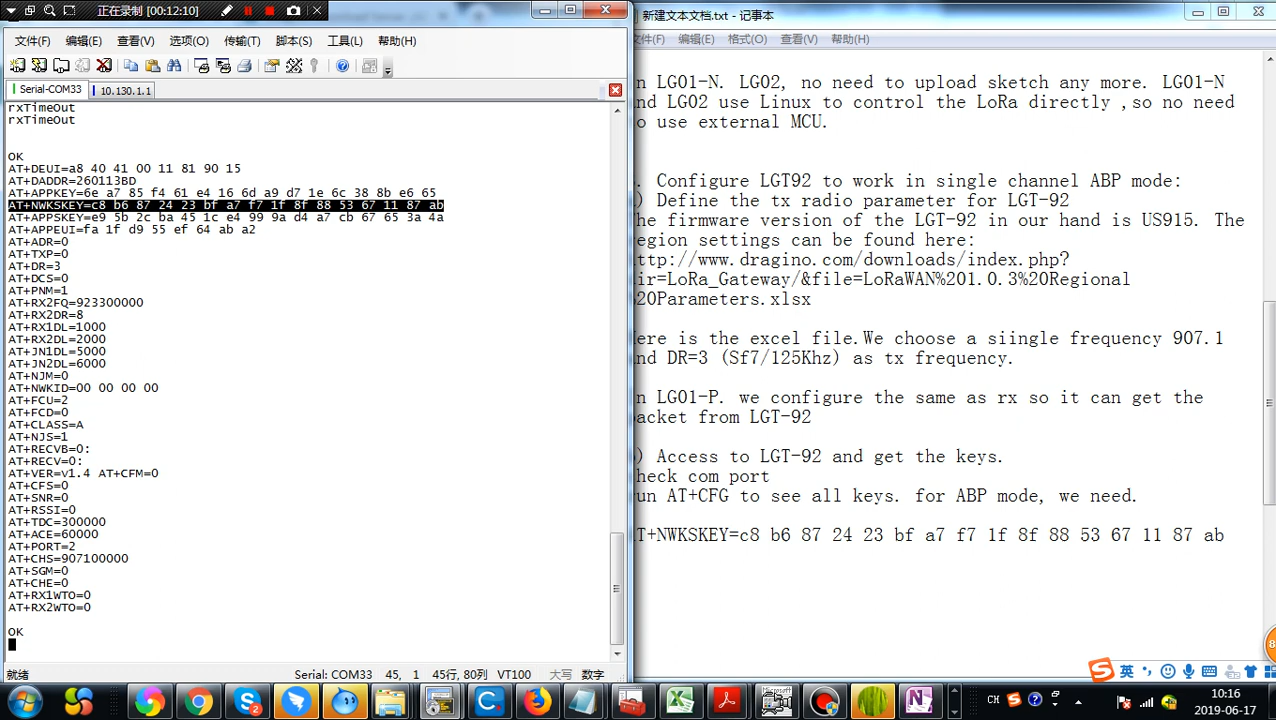 正在录制 [00:12:10]
文件(F) 编辑(E) 查看(V) 选项(O) 传输(T) 脚本(S) 工具(L) 帮助(H)
Serial-COM33 10.130.1.1
rxTimeOut
rxTimeOut
OK
AT+DEUI=a8 40 41 00 11 81 90 15
AT+DADDR=260113BD
AT+APPKEY=6e a7 85 f4 61 e4 16 6d a9 d7 1e 6c 38 8b e6 65
AT+NWKSKEY=c8 b6 87 24 23 bf a7 f7 1f 8f 88 53 67 11 87 ab
AT+APPSKEY=e9 5b 2c ba 45 1c e4 99 9a d4 a7 cb 67 65 3a 4a
AT+APPEUI=fa 1f d9 55 ef 64 ab a2
AT+ADR=0
AT+TXP=0
AT+DR=3
AT+DCS=0
AT+PNM=1
AT+RX2FQ=923300000
AT+RX2DR=8
AT+RX1DL=1000
AT+RX2DL=2000
AT+JN1DL=5000
AT+JN2DL=6000
AT+NJM=0
AT+NWKID=00 00 00 00
AT+FCU=2
AT+FCD=0
AT+CLASS=A
AT+NJS=1
AT+RECVB=0:
AT+RECV=0:
AT+VER=v1.4 AT+CFM=0
AT+CFS=0
AT+SNR=0
AT+RSSI=0
AT+TDC=300000
AT+ACE=60000
AT+PORT=2
AT+CHS=907100000
AT+SGM=0
AT+CHE=0
AT+RX1WTO=0
AT+RX2WTO=0
OK
就绪 Serial: COM33 45, 1 45行, 80列 VT100 大写 数字
新建文本文档.txt - 记事本
文件(F) 编辑(E) 格式(O) 查看(V) 帮助(H)
n LG01-N. LG02, no need to upload sketch any more. LG01-N
nd LG02 use Linux to control the LoRa directly ,so no need
o use external MCU.
. Configure LGT92 to work in single channel ABP mode:
) Define the tx radio parameter for LGT-92
he firmware version of the LGT-92 in our hand is US915. The
egion settings can be found here:
ttp://www.dragino.com/downloads/index.php?
ir=LoRa_Gateway/&file=LoRaWAN%201.0.3%20Regional
20Parameters.xlsx
ere is the excel file.We choose a siingle frequency 907.1
nd DR=3 (Sf7/125Khz) as tx frequency.
n LG01-P. we configure the same as rx so it can get the
acket from LGT-92
) Access to LGT-92 and get the keys.
heck com port
un AT+CFG to see all keys. for ABP mode, we need.
T+NWKSKEY=c8 b6 87 24 23 bf a7 f7 1f 8f 88 53 67 11 87 ab
英
CH 10:16
2019-06-17